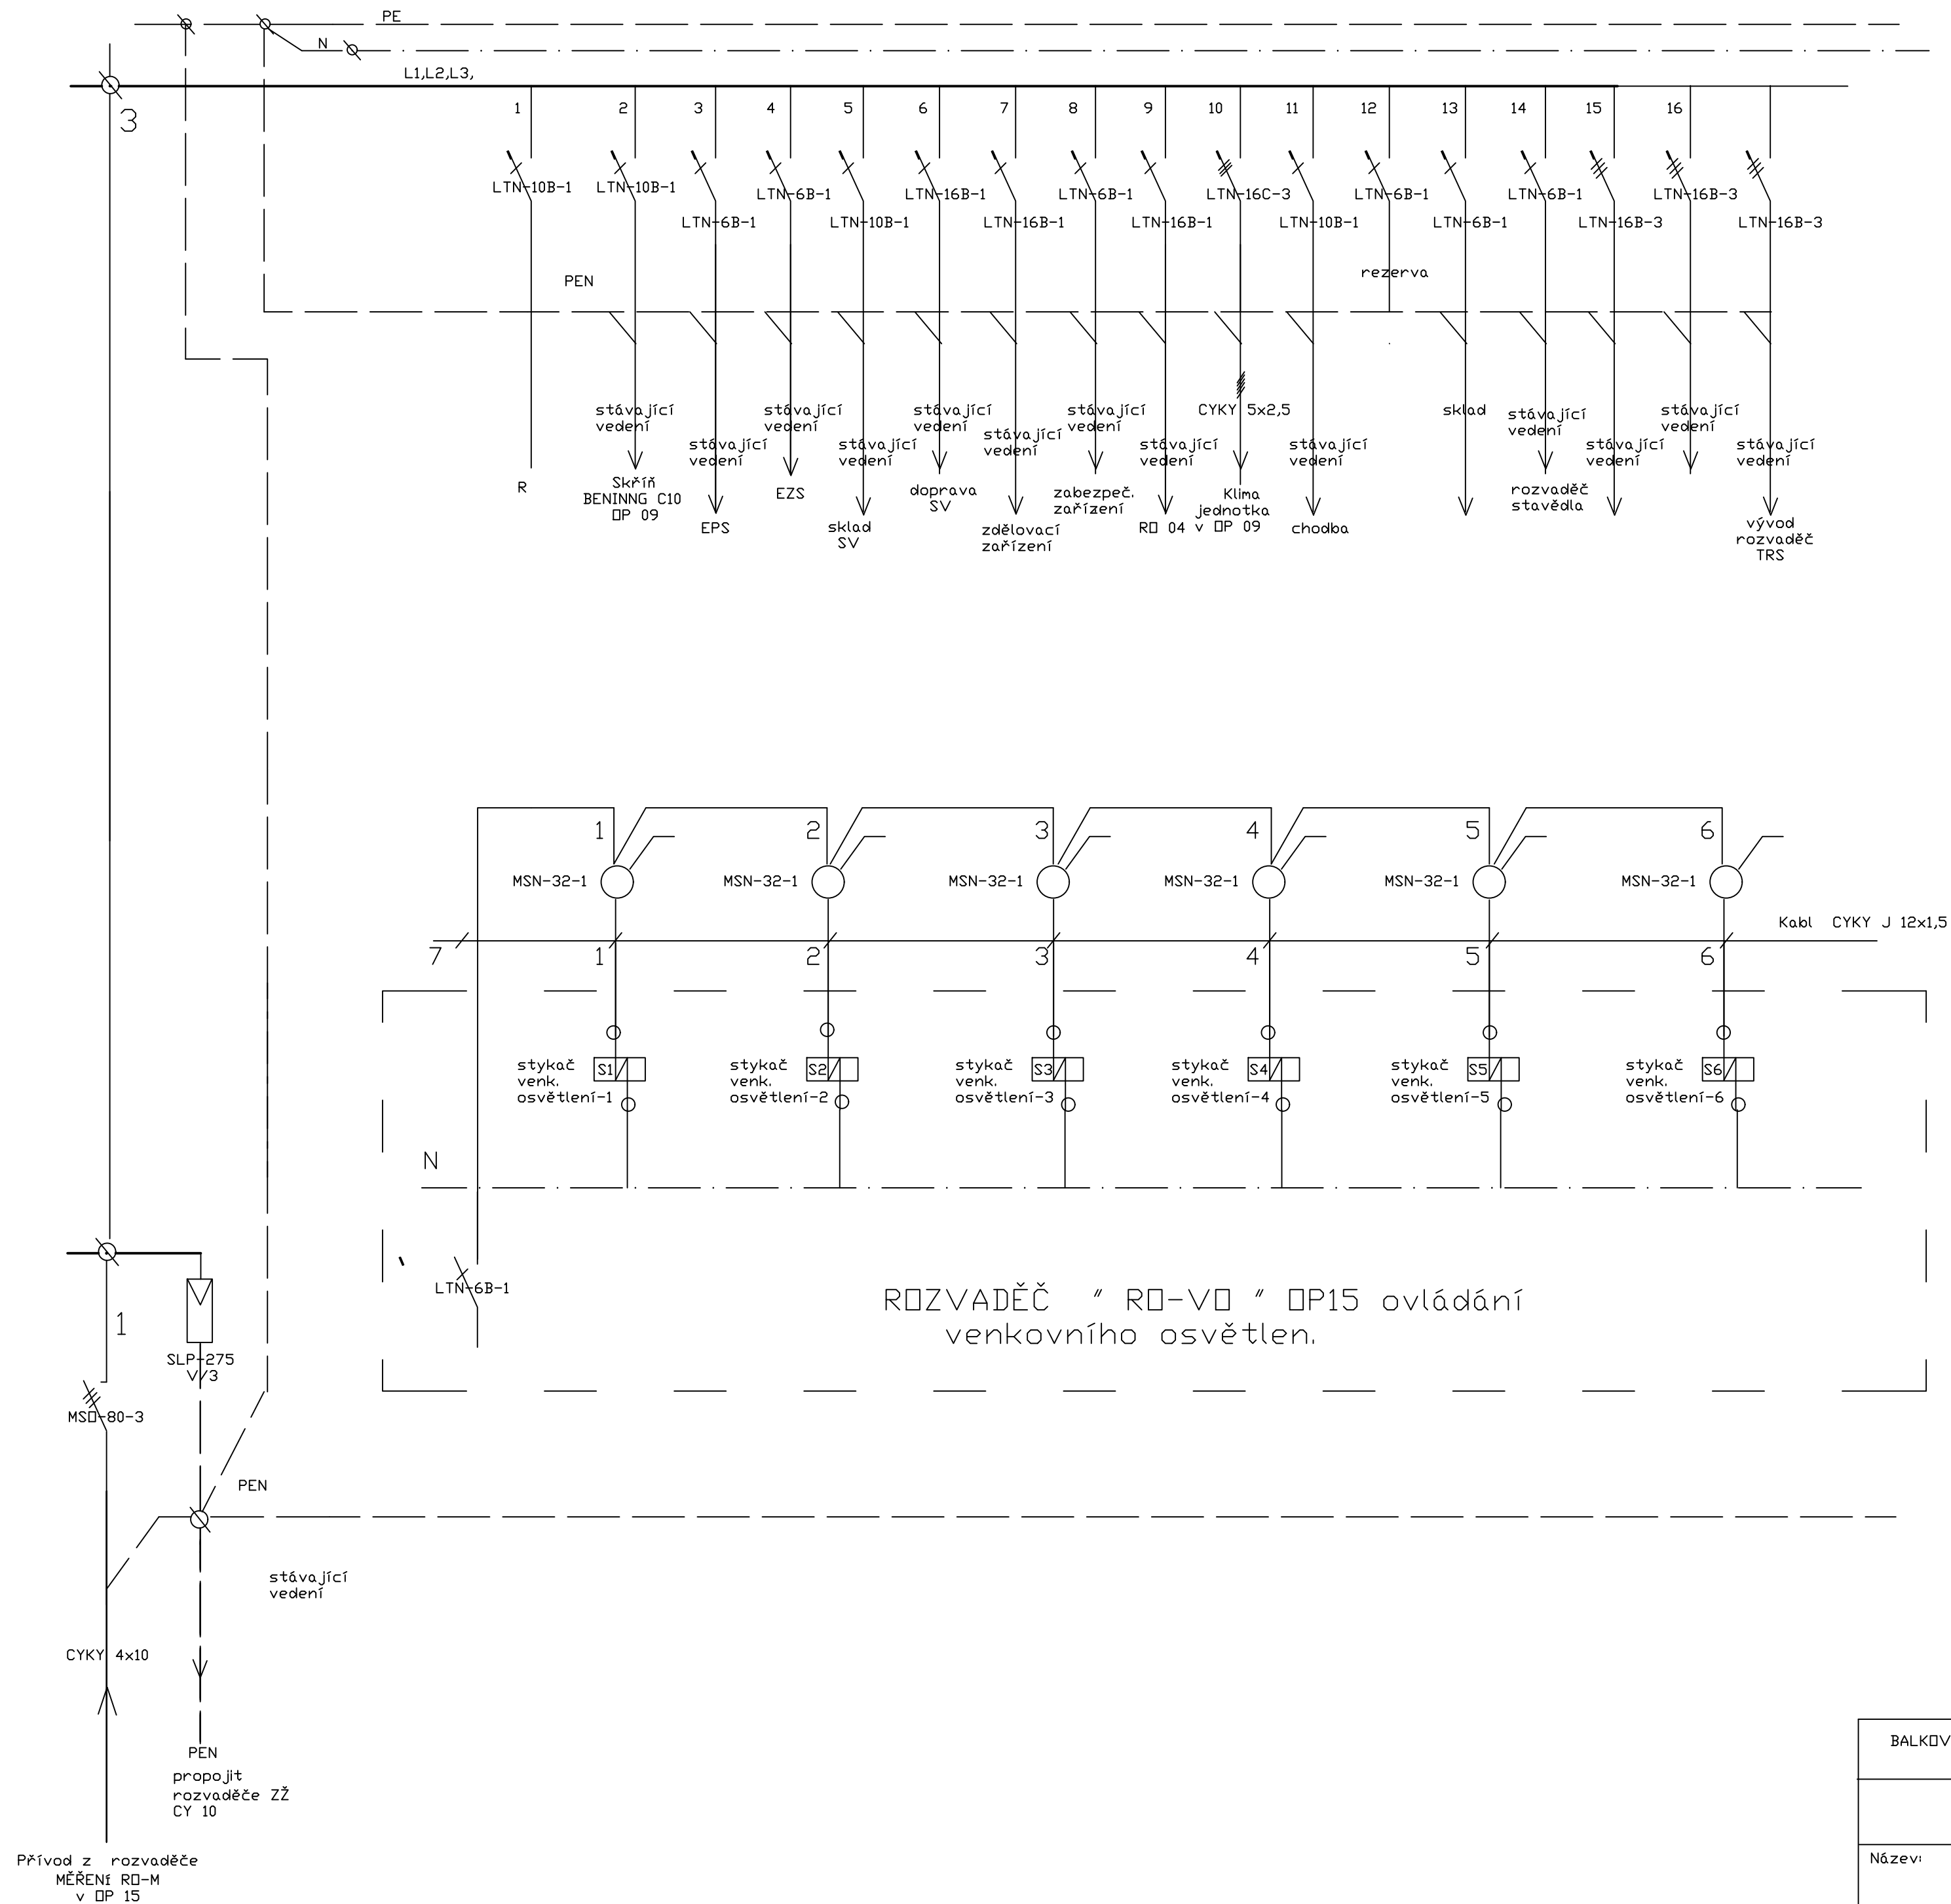 PE
N
L1,L2,L3,
3
1
2
3
4
5
6
7
8
9
10
11
12
13
14
15
16
LTN-10B-1
LTN-10B-1
LTN-6B-1
LTN-6B-1
LTN-10B-1
LTN-16B-1
LTN-16B-1
LTN-6B-1
LTN-16B-1
LTN-16C-3
LTN-10B-1
LTN-6B-1
LTN-6B-1
LTN-6B-1
LTN-16B-3
LTN-16B-3
LTN-16B-3
PEN
rezerva
R
stávající
vedení
Skříň
BENINNG C10
OP 09
stávající
vedení
EPS
stávající
vedení
EZS
stávající
vedení
sklad
SV
stávající
vedení
doprava
SV
stávající
vedení
zdělovací
zařízení
stávající
vedení
zabezpeč.
zařízení
stávající
vedení
RO 04
CYKY 5x2,5
Klima
jednotka
v OP 09
stávající
vedení
chodba
sklad
stávající
vedení
rozvaděč
stavědla
stávající
vedení
stávající
vedení
stávající
vedení
vývod
rozvaděč
TRS
1
2
3
4
5
6
MSN-32-1
MSN-32-1
MSN-32-1
MSN-32-1
MSN-32-1
MSN-32-1
Kabl CYKY J 12x1,5
7
1
2
3
4
5
6
stykač
venk.
osvětlení-1
S1
stykač
venk.
osvětlení-2
S2
stykač
venk.
osvětlení-3
S3
stykač
venk.
osvětlení-4
S4
stykač
venk.
osvětlení-5
S5
stykač
venk.
osvětlení-6
S6
N
LTN-6B-1
ROZVADĚČ " RO-VO " OP15 ovládání
venkovního osvětlen.
1
SLP-275
V/3
MSO-80-3
PEN
stávající
vedení
CYKY 4x10
PEN
propojit
rozvaděče ZŽ
CY 10
Přívod z rozvaděče
MĚŘENÍ RO-M
v OP 15
BALKOV
Název: